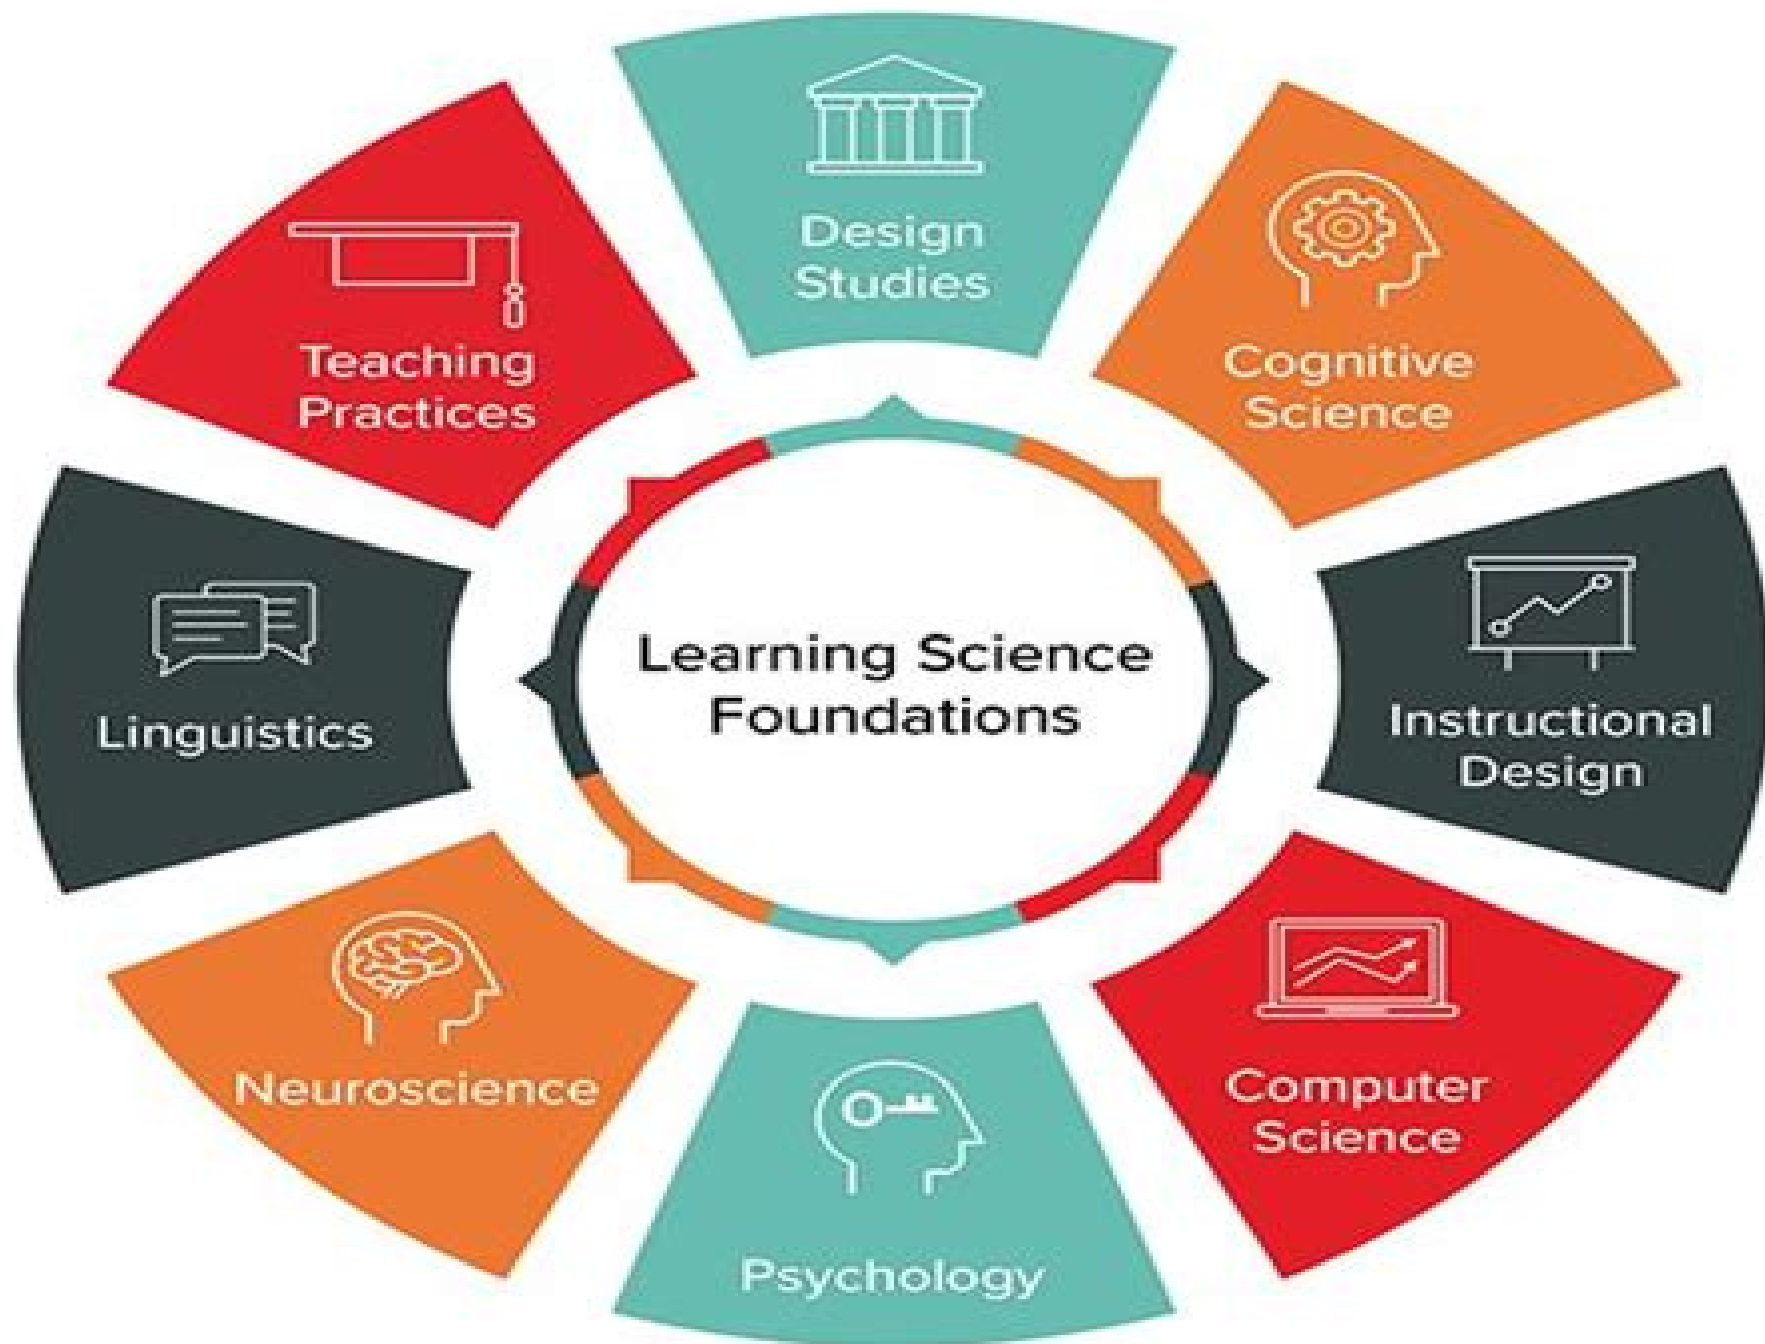 Design
Studies
Cognitive
Science
Instructional
Design
Computer
Science
Psychology
Neuroscience
Linguistics
Teaching
Practices
Learning Science
Foundations